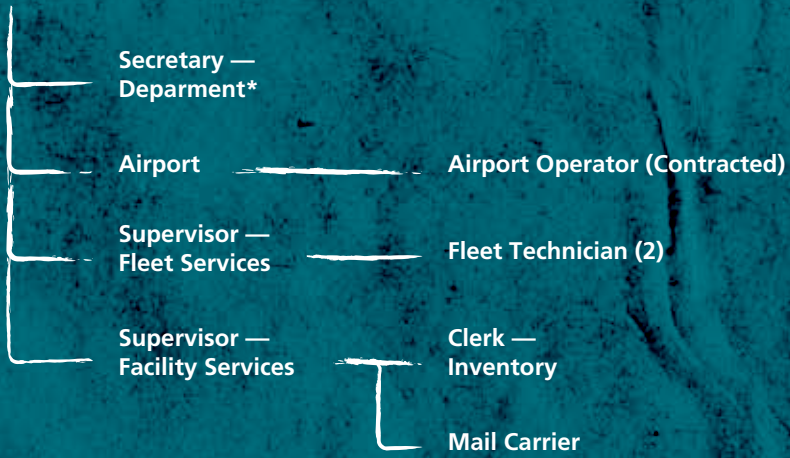 Secretary —
Deparment*
Airport
Airport Operator (Contracted)
Supervisor —
Fleet Services
Fleet Technician (2)
Supervisor —
Facility Services
Clerk —
Inventory
Mail Carrier